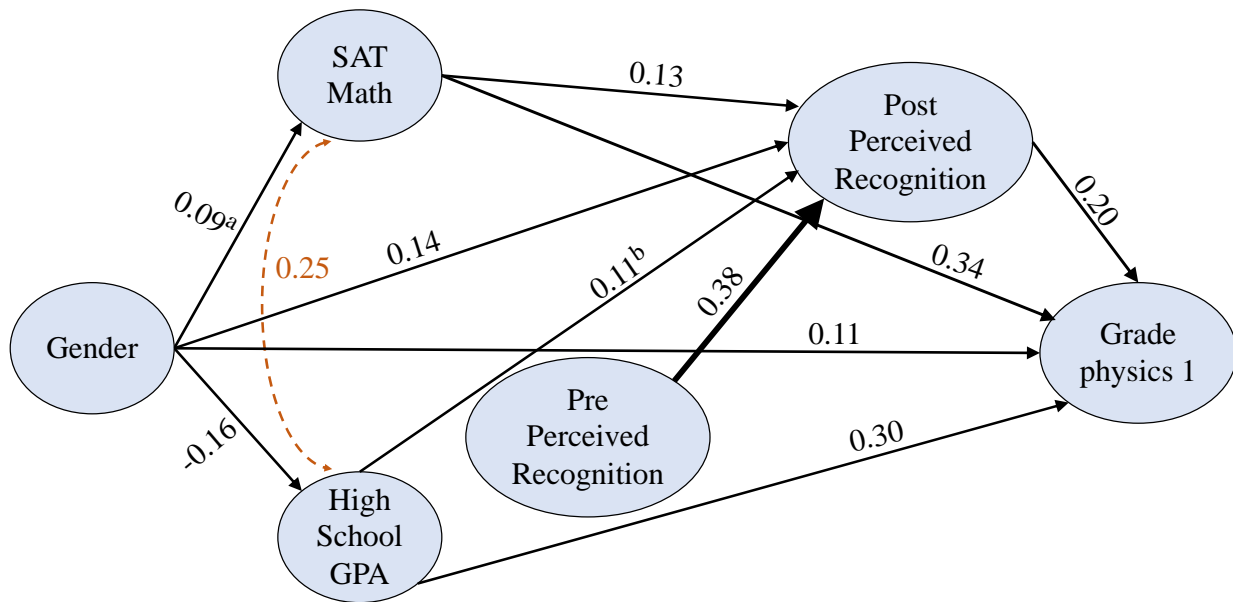 SAT
Math
0.13
Post
Perceived
Recognition
0.09ᵃ
0.14
0.25
0.11ᵇ
0.38
0.34
0.20
Gender
0.11
Grade
physics 1
-0.16
Pre
Perceived
Recognition
0.30
High
School
GPA